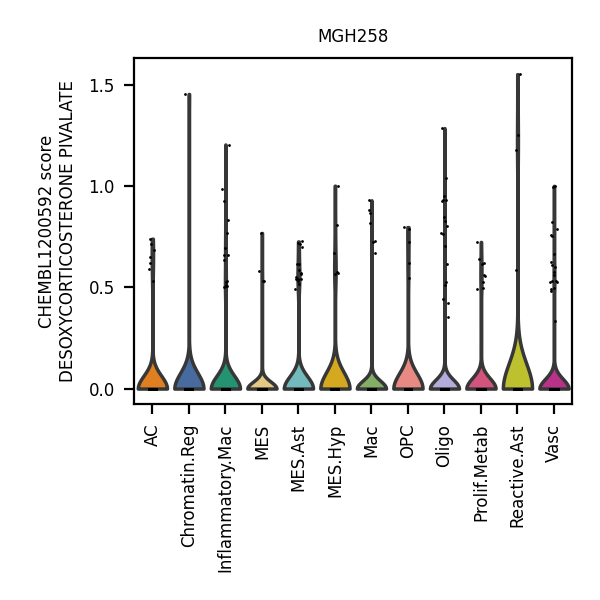 MGH258
CHEMBL1200592 score
DESOXYCORTICOSTERONE PIVALATE
1.5
1.0
0.5
0.0
AC
Chromatin.Reg
Inflammatory.Mac
MES
MES.Ast
MES.Hyp
Mac
OPC
Oligo
Prolif.Metab
Reactive.Ast
Vasc